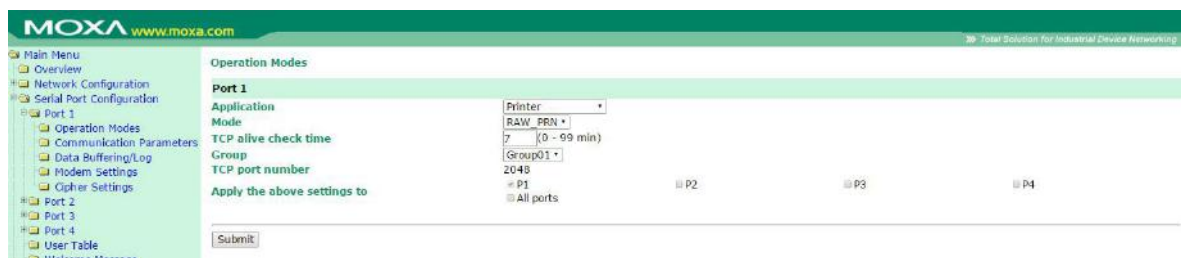 MOXA www.moxa.com
Total Solution for Industrial Device Networking
Main Menu
Overview
Network Configuration
Serial Port Configuration
Port 1
Operation Modes
Communication Parameters
Data Buffering/Log
Modem Settings
Cipher Settings
Port 2
Port 3
Port 4
User Table
Welcome Message
Operation Modes
Port 1
Application Printer
Mode RAW_PRN
TCP alive check time 7 (0 - 99 min)
Group Group01
TCP port number 2048
Apply the above settings to P1 P2 P3 P4
All ports
Submit